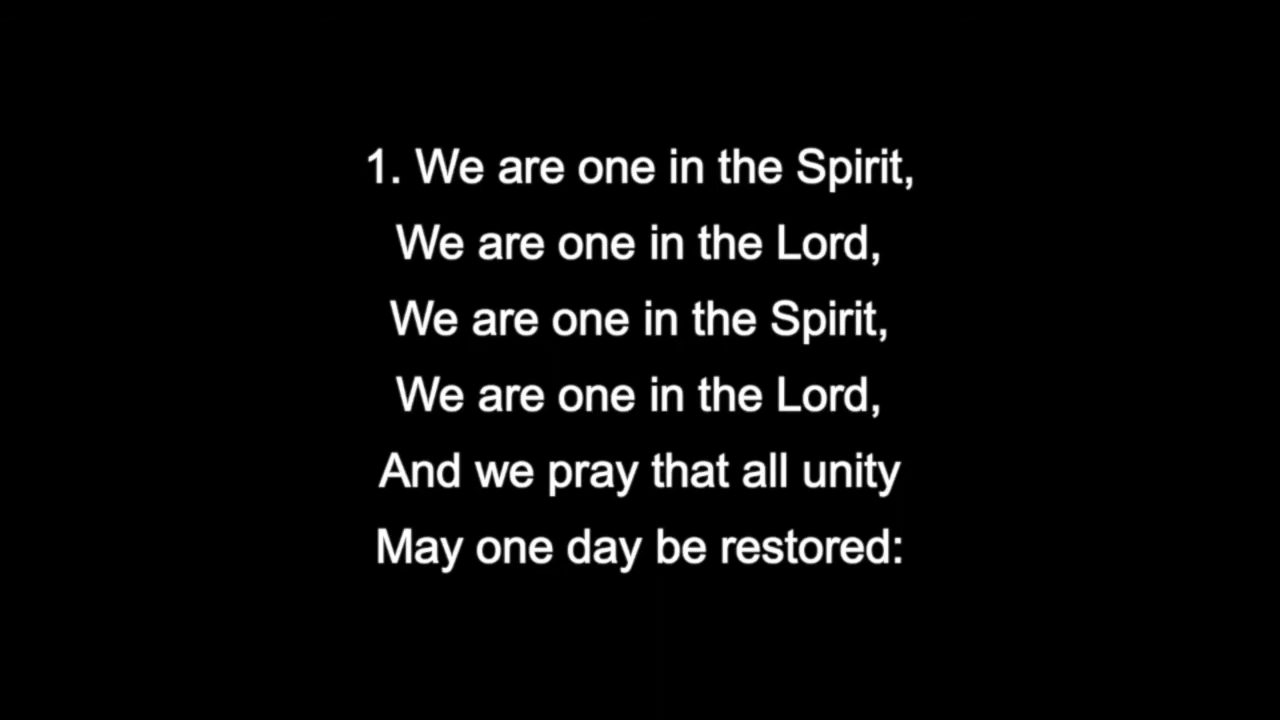 1. We are one in the Spirit,
We are one in the Lord,
We are one in the Spirit,
We are one in the Lord,
And we pray that all unity
May one day be restored: